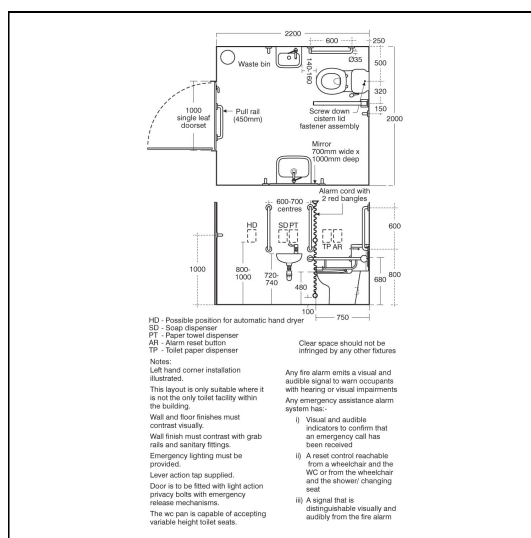 2200
600
250
Waste bin
Ø35
140-160
500
320
150
2000
1000
single leaf
doorset
Pull rail
(450mm)
Screw down
cistern lid
fastener assembly
Mirror
700mm wide x
1000mm deep
Alarm cord with
2 red bangles
600-700
centres
HD
SD PT
TP AR
600
1000
800-
1000
720-
740
480
680
800
100
750
HD - Possible position for automatic hand dryer
SD - Soap dispenser
PT - Paper towel dispenser
AR - Alarm reset button
TP - Toilet paper dispenser
Notes:
Left hand corner installation
illustrated.
This layout is only suitable where it
is not the only toilet facility within
the building.
Wall and floor finishes must
contrast visually.
Wall finish must contrast with grab
rails and sanitary fittings.
Emergency lighting must be
provided.
Lever action tap supplied.
Door is to be fitted with light action
privacy bolts with emergency
release mechanisms.
The wc pan is capable of accepting
variable height toilet seats.
Clear space should not be
infringed by any other fixtures
Any fire alarm emits a visual and
audible signal to warn occupants
with hearing or visual impairments
Any emergency assistance alarm
system has:-
i) Visual and audible
indicators to confirm that
an emergency call has
been received
ii) A reset control reachable
from a wheelchair and the
WC or from the wheelchair
and the shower/ changing
seat
iii) A signal that is
distinguishable visually and
audibly from the fire alarm